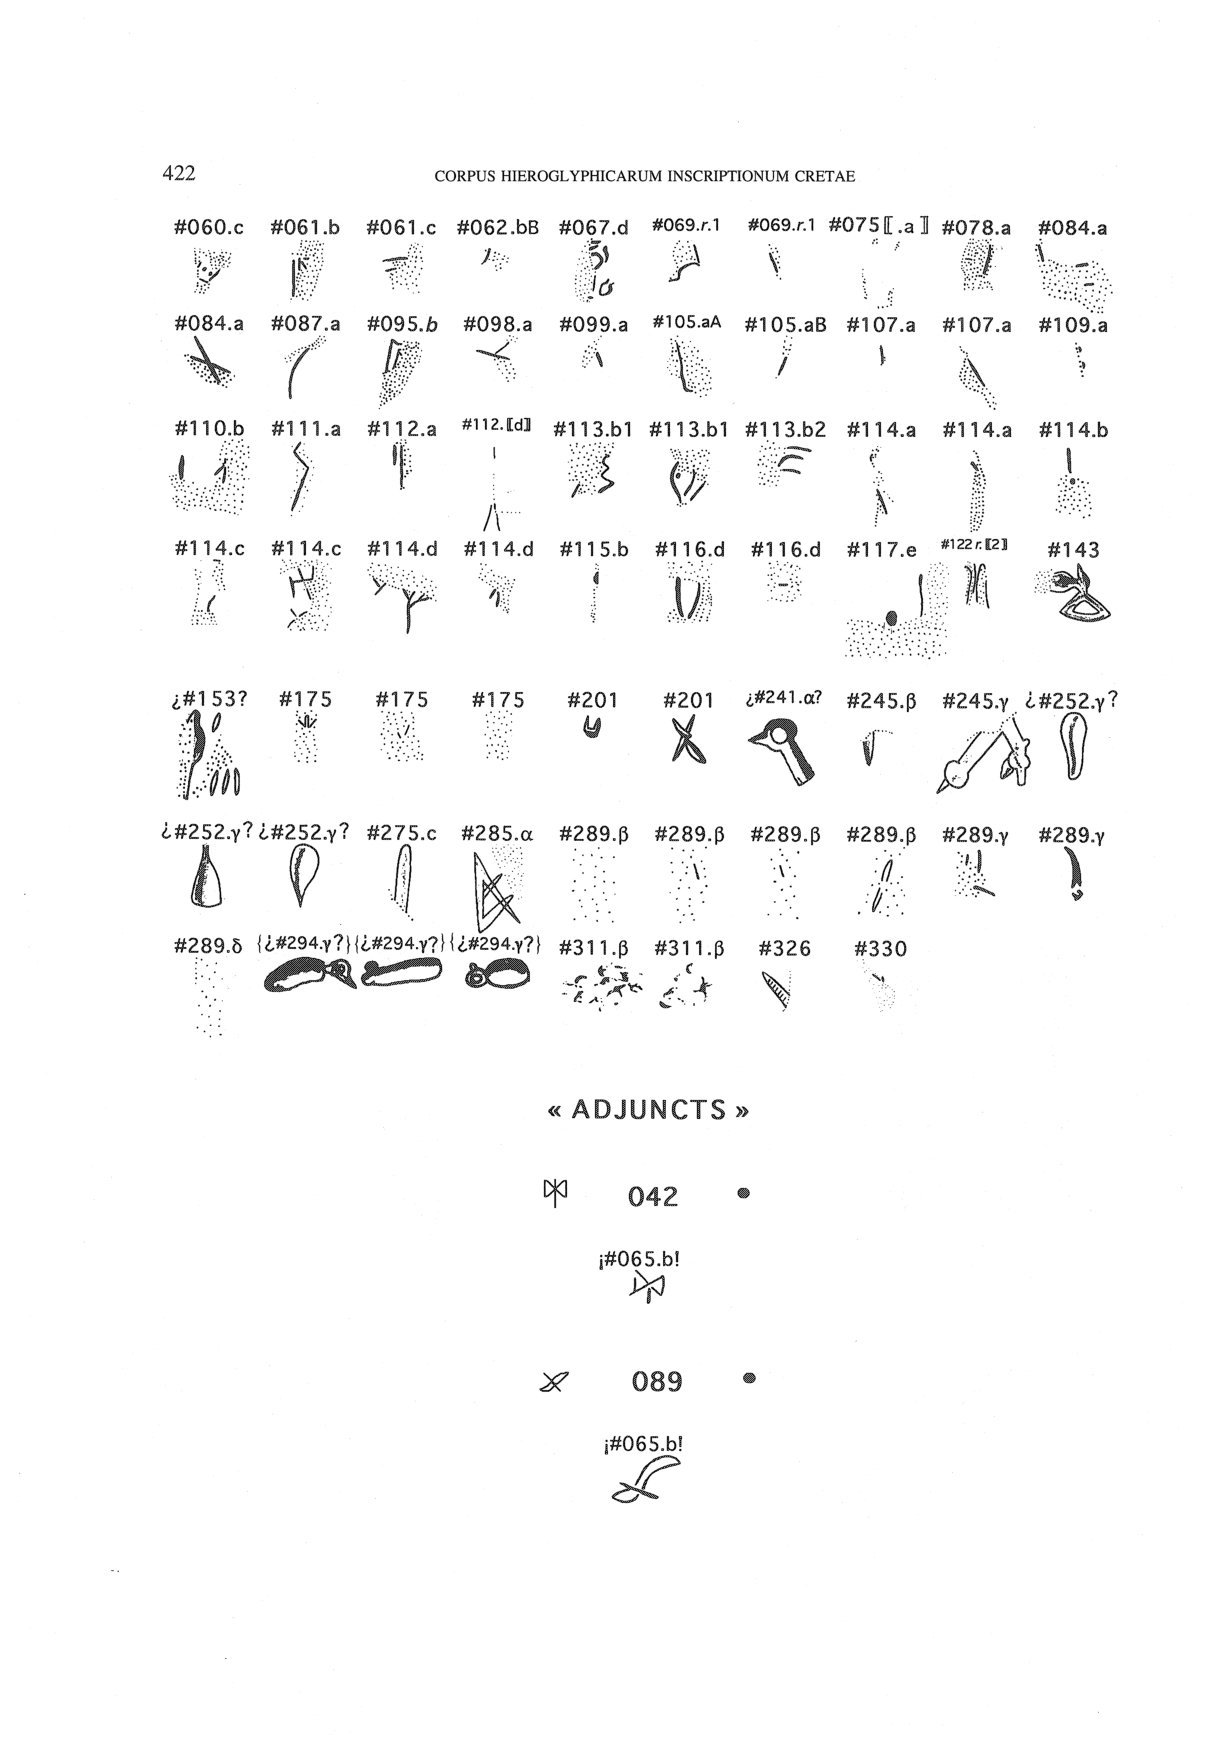 422 CORPUS HIEROGLYPHICARUM INSCRIPTIONUM CRETAE
#060.c #061.b #061.c #062.bB #067.d #069.r.1 #069.r.1 #075⟦.a⟧ #078.a #084.a
#084.a #087.a #095.b #098.a #099.a #105.aA #105.aB #107.a #107.a #109.a
#110.b #111.a #112.a #112.⟦d⟧ #113.b1 #113.b1 #113.b2 #114.a #114.a #114.b
#114.c #114.c #114.d #114.d #115.b #116.d #116.d #117.e #122r.⟦2⟧ #143
¿#153? #175 #175 #175 #201 #201 ¿#241.α? #245.β #245.γ ¿#252.γ?
¿#252.γ? ¿#252.γ? #275.c #285.α #289.β #289.β #289.β #289.β #289.γ #289.γ
#289.δ {¿#294.γ?} {¿#294.γ?} {¿#294.γ?} #311.β #311.β #326 #330
« ADJUNCTS »
042 •
¡#065.b!
089 •
¡#065.b!